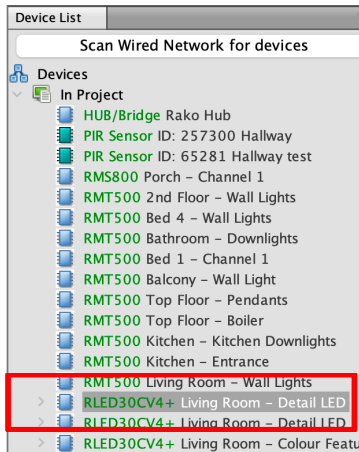 Device List
Scan Wired Network for devices
Devices
In Project
HUB/Bridge Rako Hub
PIR Sensor ID: 257300 Hallway
PIR Sensor ID: 65281 Hallway test
RMS800 Porch – Channel 1
RMT500 2nd Floor – Wall Lights
RMT500 Bed 4 – Wall Lights
RMT500 Bathroom – Downlights
RMT500 Bed 1 – Channel 1
RMT500 Balcony – Wall Light
RMT500 Top Floor – Pendants
RMT500 Top Floor – Boiler
RMT500 Kitchen – Kitchen Downlights
RMT500 Kitchen – Entrance
RMT500 Living Room – Wall Lights
RLED30CV4+ Living Room – Detail LED
RLED30CV4+ Living Room – Detail LED
RLED30CV4+ Living Room – Colour Featu